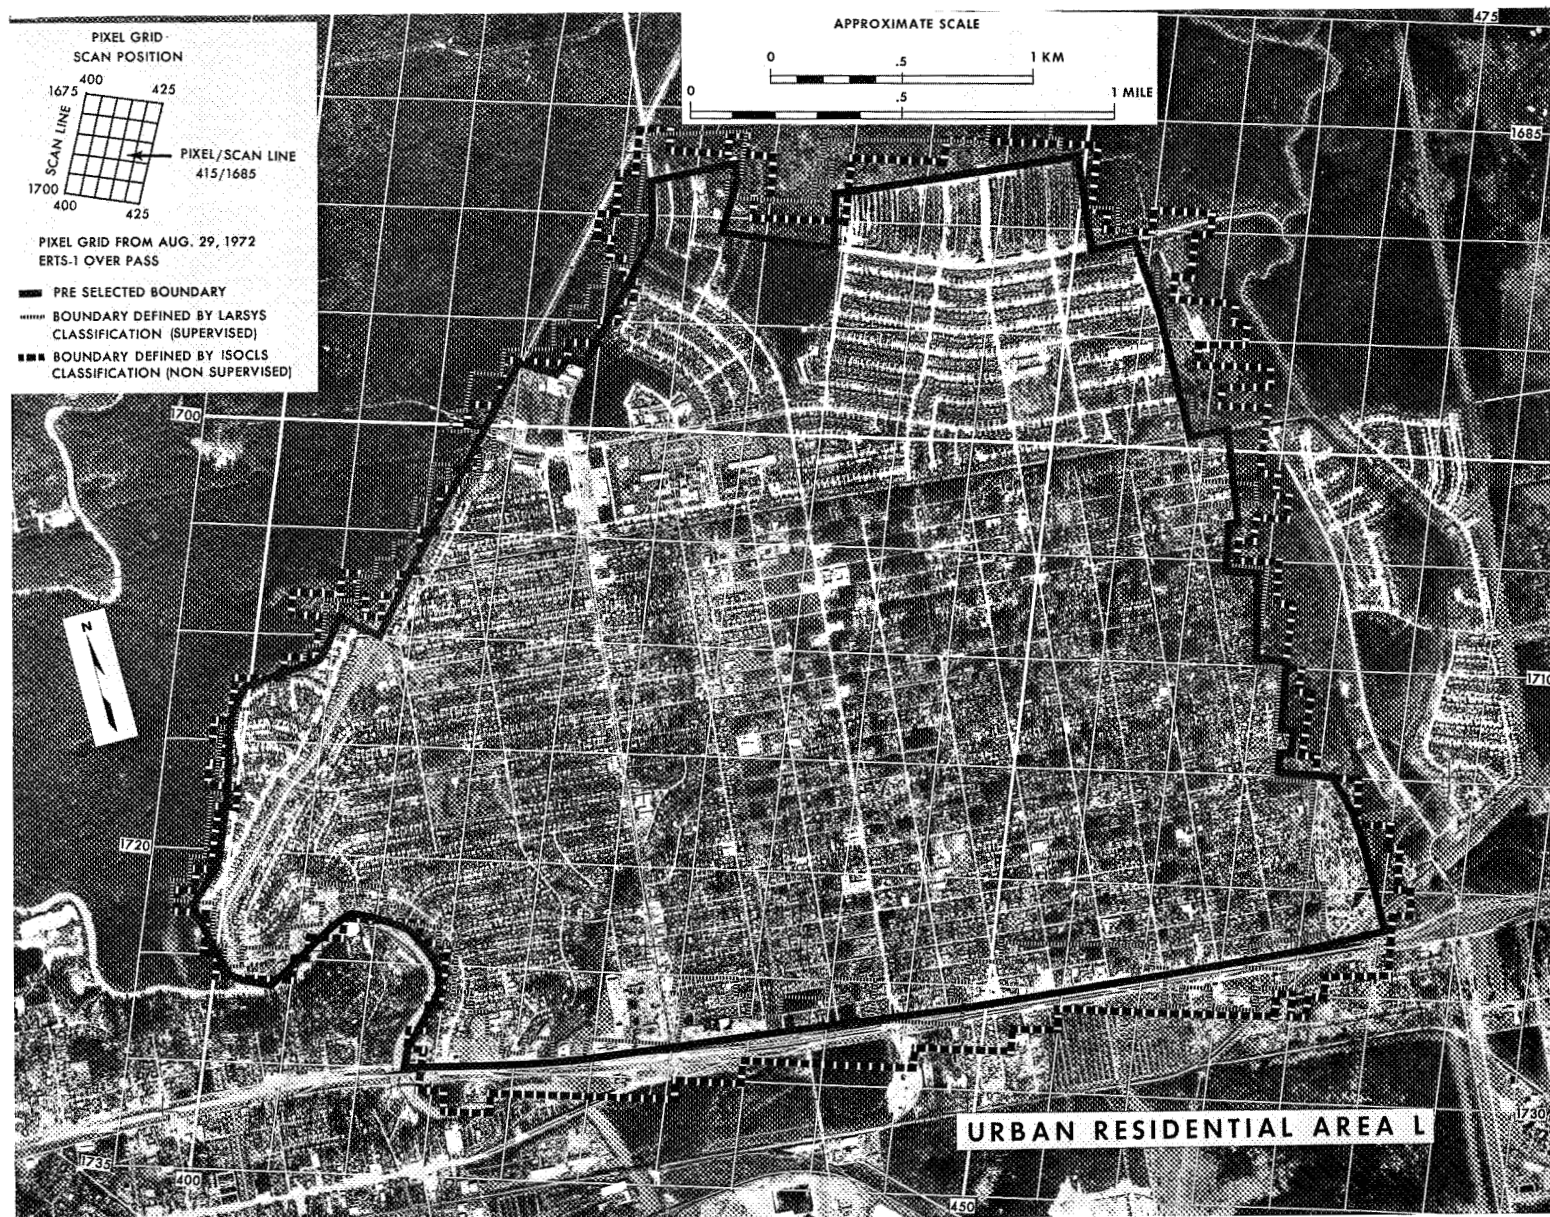 PIXEL GRID
SCAN POSITION
400
1675
425
SCAN LINE
PIXEL/SCAN LINE
415/1685
1700
400
425
PIXEL GRID FROM AUG. 29, 1972
ERTS-1 OVER PASS
PRE SELECTED BOUNDARY
BOUNDARY DEFINED BY LARSYS
CLASSIFICATION (SUPERVISED)
BOUNDARY DEFINED BY ISOCLS
CLASSIFICATION (NON SUPERVISED)
APPROXIMATE SCALE
0 .5 1 KM
0 .5 1 MILE
475
1685
1700
N
1710
1720
1730
URBAN RESIDENTIAL AREA L
1735
400
450